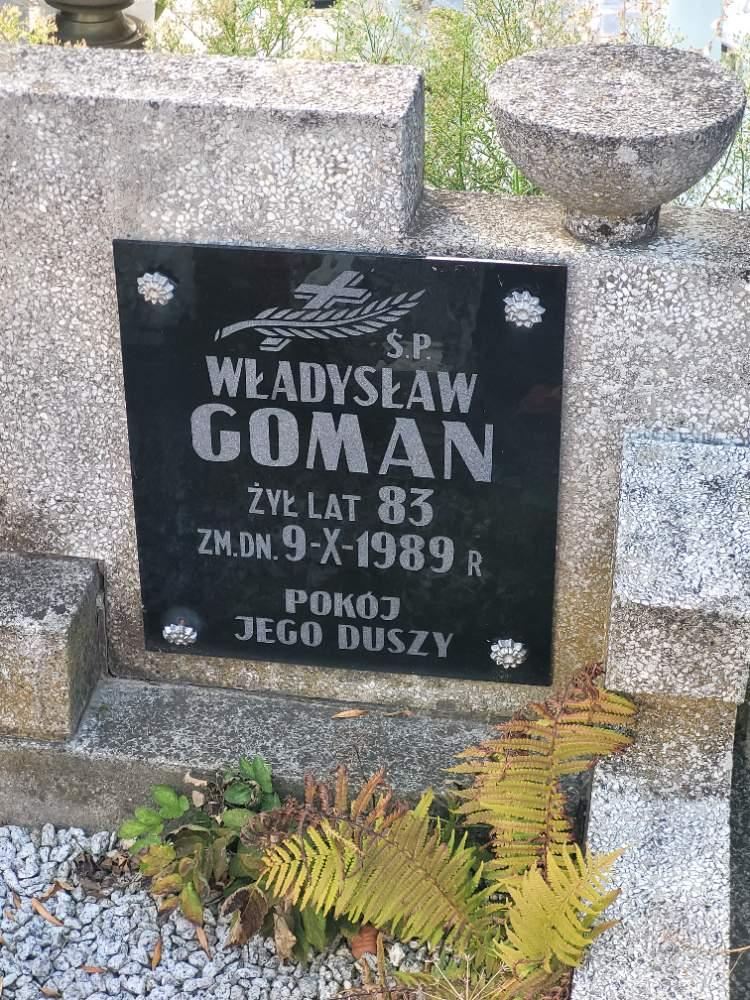 Ś.P.
WŁADYSŁAW
GOMAN
ŻYŁ LAT 83
ZM.DN. 9-X-1989 R
POKÓJ
JEGO DUSZY